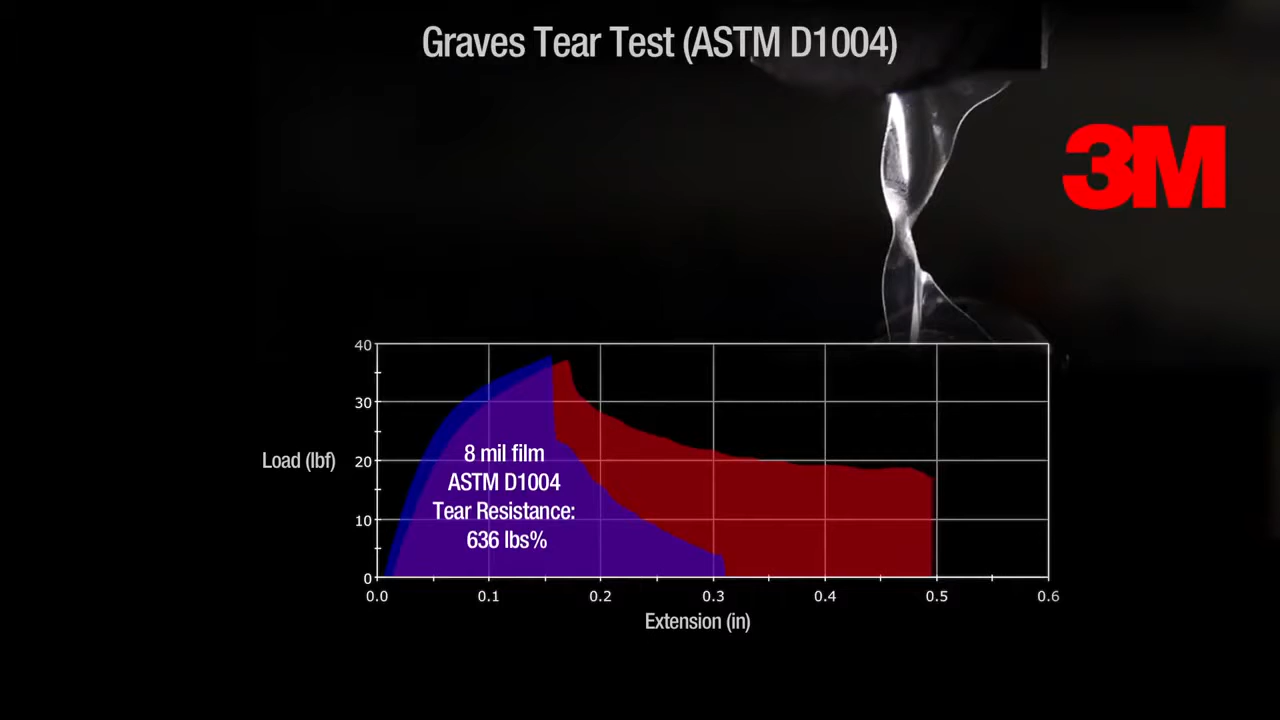 Graves Tear Test (ASTM D1004)
3M
40
30
Load (lbf)
20
10
0
8 mil film
ASTM D1004
Tear Resistance:
636 lbs%
0.0 0.1 0.2 0.3 0.4 0.5 0.6
Extension (in)